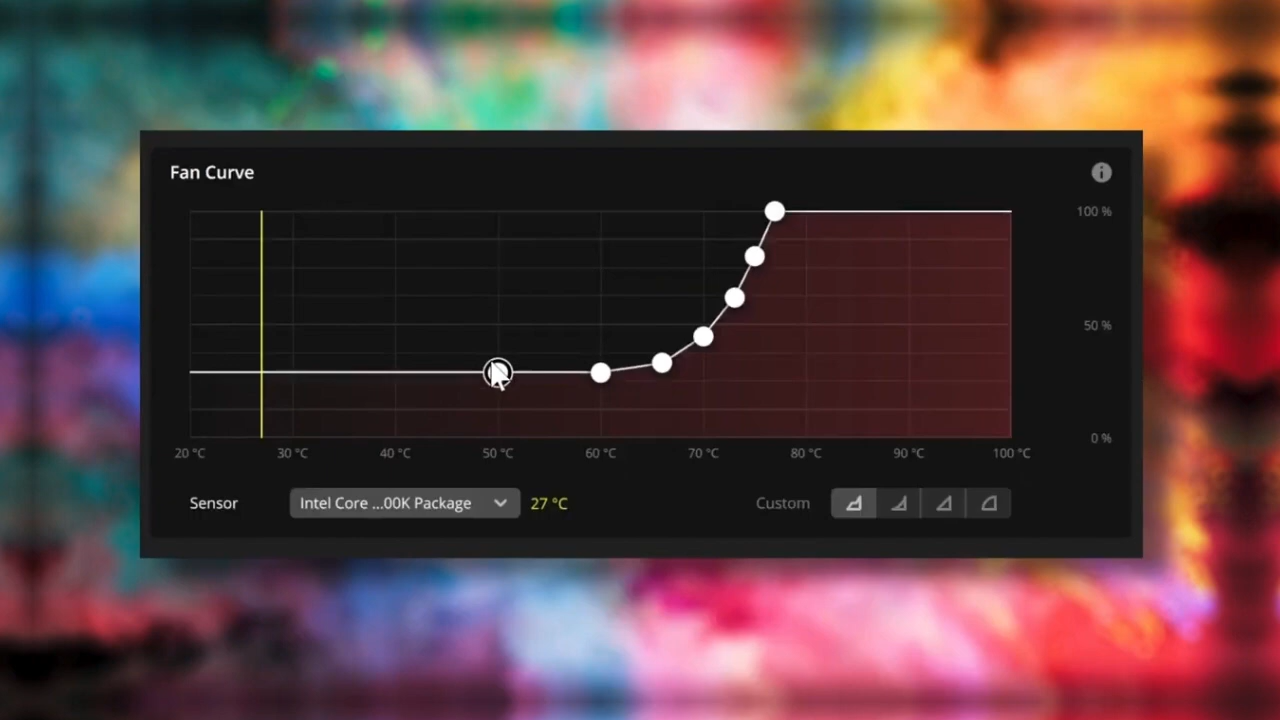 Fan Curve
100 %
50 %
0 %
20 °C 30 °C 40 °C 50 °C 60 °C 70 °C 80 °C 90 °C 100 °C
Sensor Intel Core ...00K Package 27 °C Custom